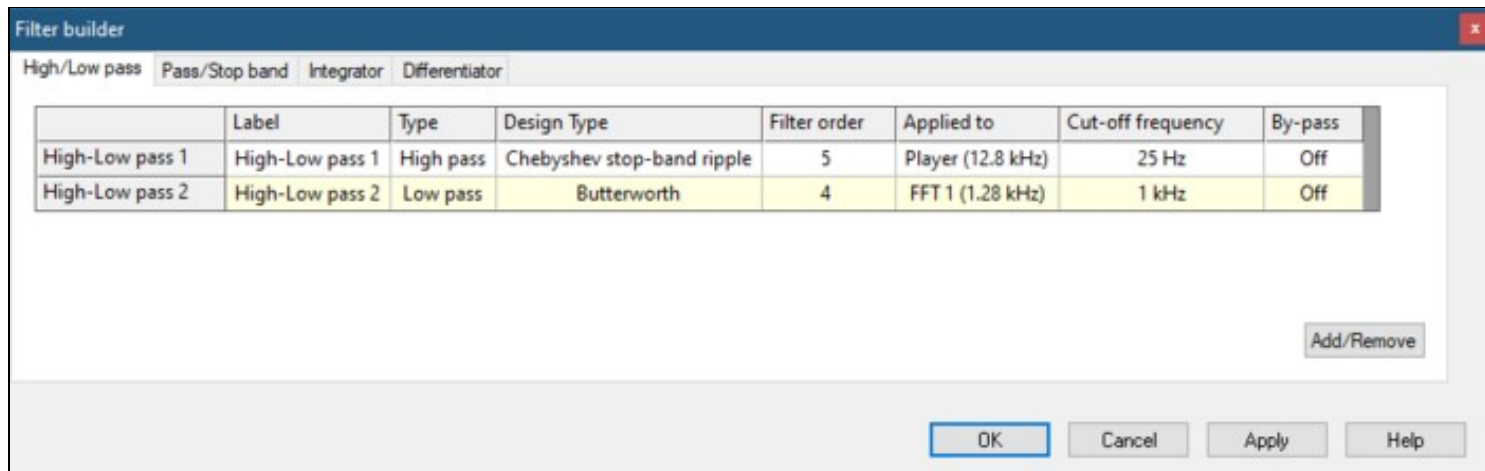 Filter builder x
High/Low pass Pass/Stop band Integrator Differentiator
Label Type Design Type Filter order Applied to Cut-off frequency By-pass
High-Low pass 1 High-Low pass 1 High pass Chebyshev stop-band ripple 5 Player (12.8 kHz) 25 Hz Off
High-Low pass 2 High-Low pass 2 Low pass Butterworth 4 FFT 1 (1.28 kHz) 1 kHz Off
Add/Remove
OK Cancel Apply Help